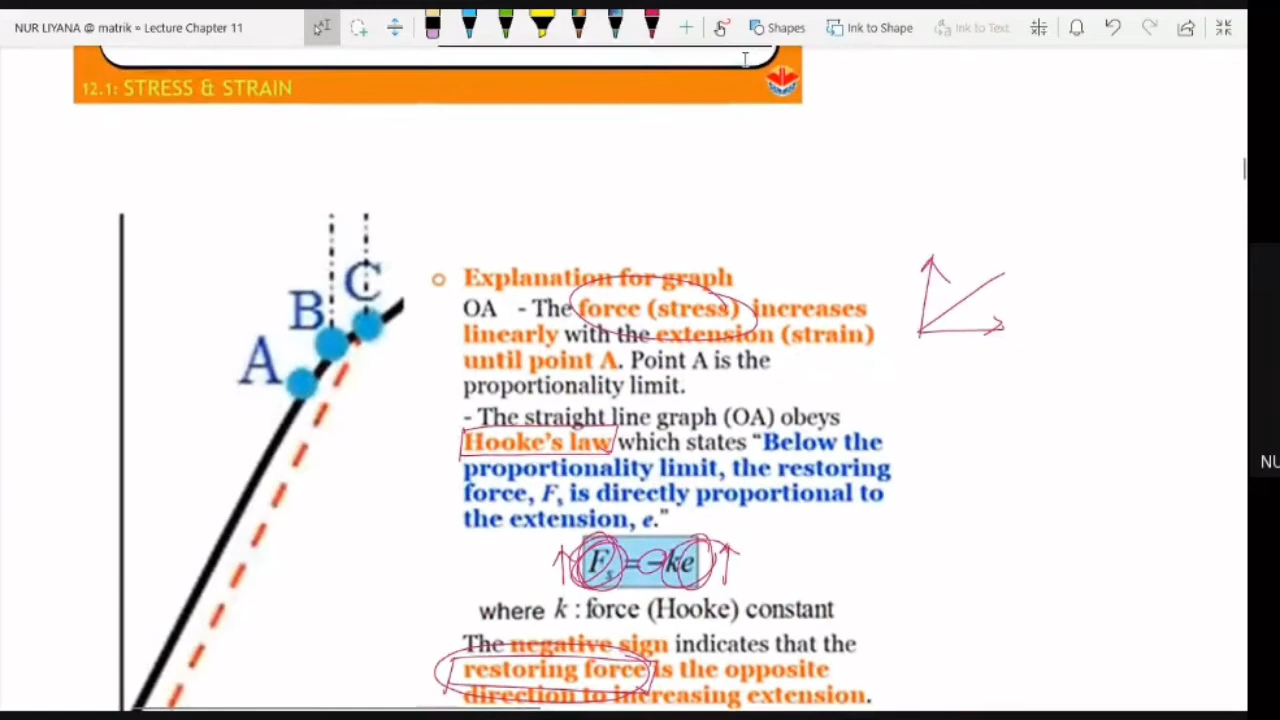 NUR LIYANA @ matrik » Lecture Chapter 11
Shapes
Ink to Shape
Ink to Text
12.1: STRESS & STRAIN
A
B
C
Explanation for graph
OA - The force (stress) increases
linearly with the extension (strain)
until point A. Point A is the
proportionality limit.
- The straight line graph (OA) obeys
Hooke's law which states “Below the
proportionality limit, the restoring
force, F, is directly proportional to
the extension, e.”
Fs = -ke
where k : force (Hooke) constant
The negative sign indicates that the
restoring force is the opposite
direction to increasing extension.
NU